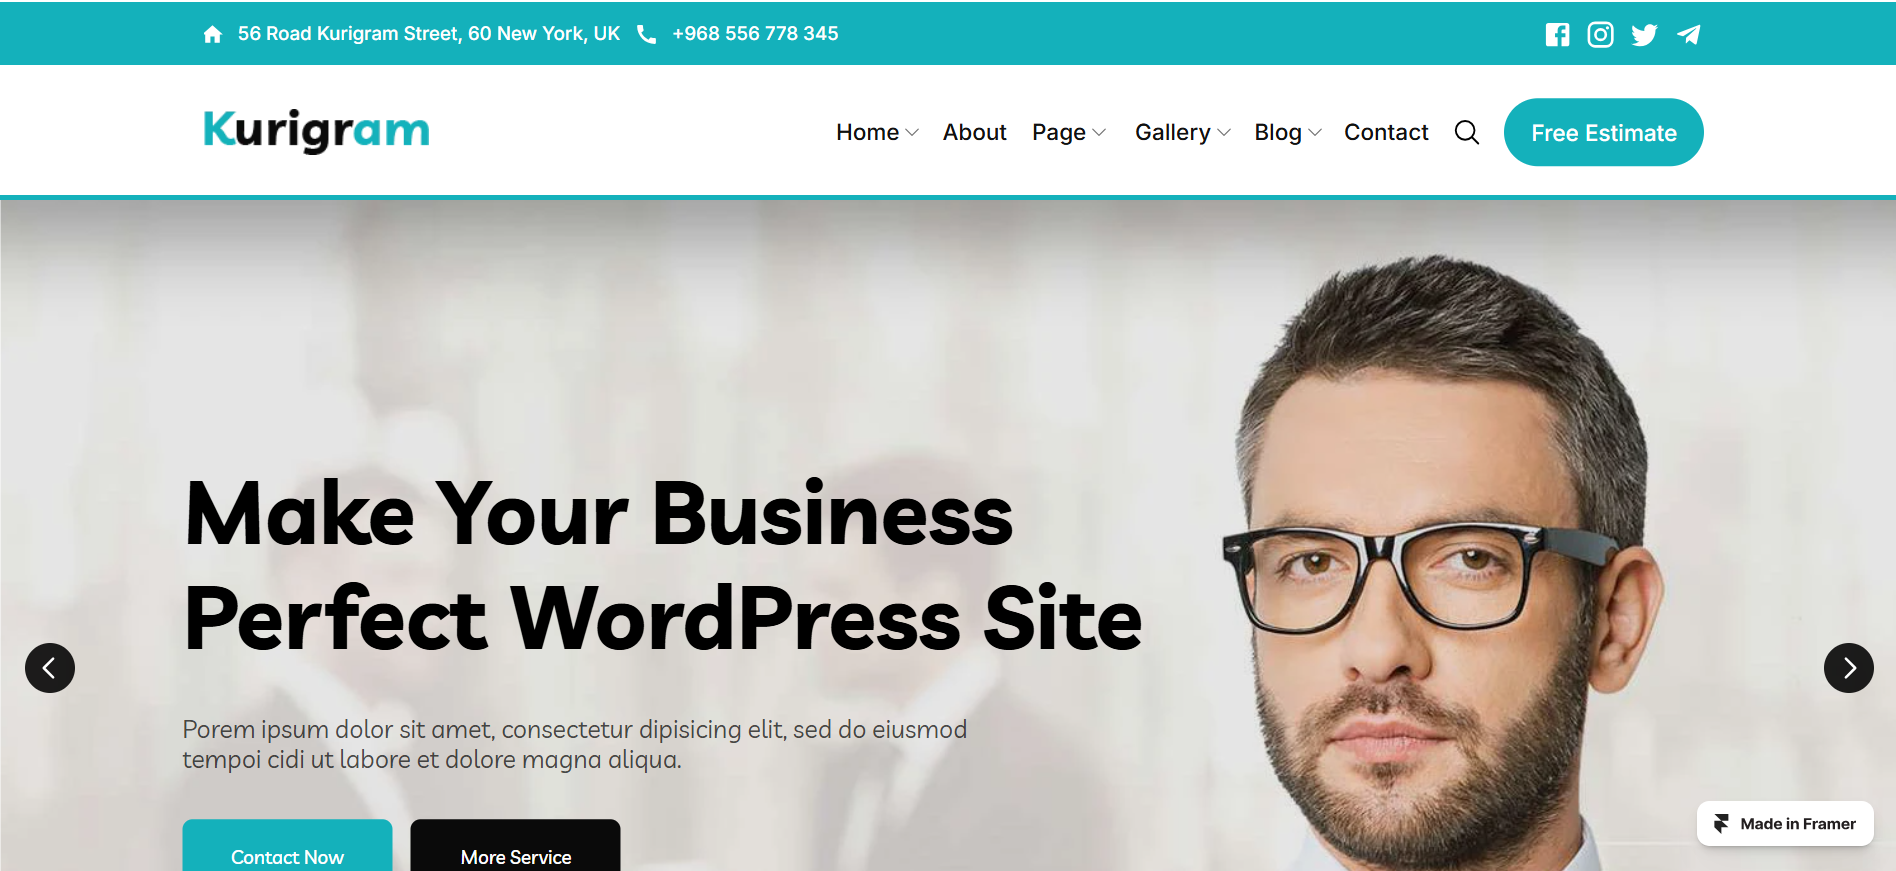 56 Road Kurigram Street, 60 New York, UK +968 556 778 345
Kurigram
Home About Page Gallery Blog Contact Free Estimate
Make Your Business
Perfect WordPress Site
Porem ipsum dolor sit amet, consectetur dipisicing elit, sed do eiusmod
tempoi cidi ut labore et dolore magna aliqua.
Made in Framer
Contact Now More Service